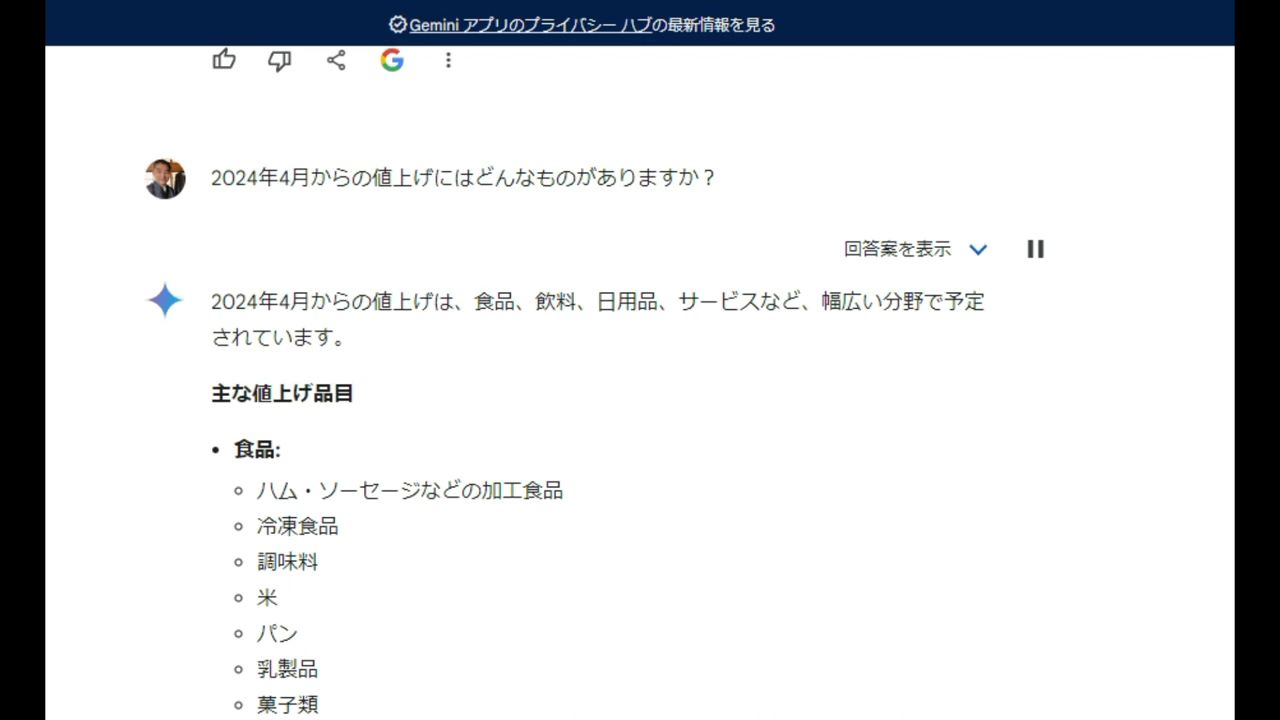 Gemini アプリのプライバシー ハブの最新情報を見る
2024年4月からの値上げにはどんなものがありますか？
回答案を表示
2024年4月からの値上げは、食品、飲料、日用品、サービスなど、幅広い分野で予定
されています。
主な値上げ品目
• 食品:
◦ ハム・ソーセージなどの加工食品
◦ 冷凍食品
◦ 調味料
◦ 米
◦ パン
◦ 乳製品
◦ 菓子類